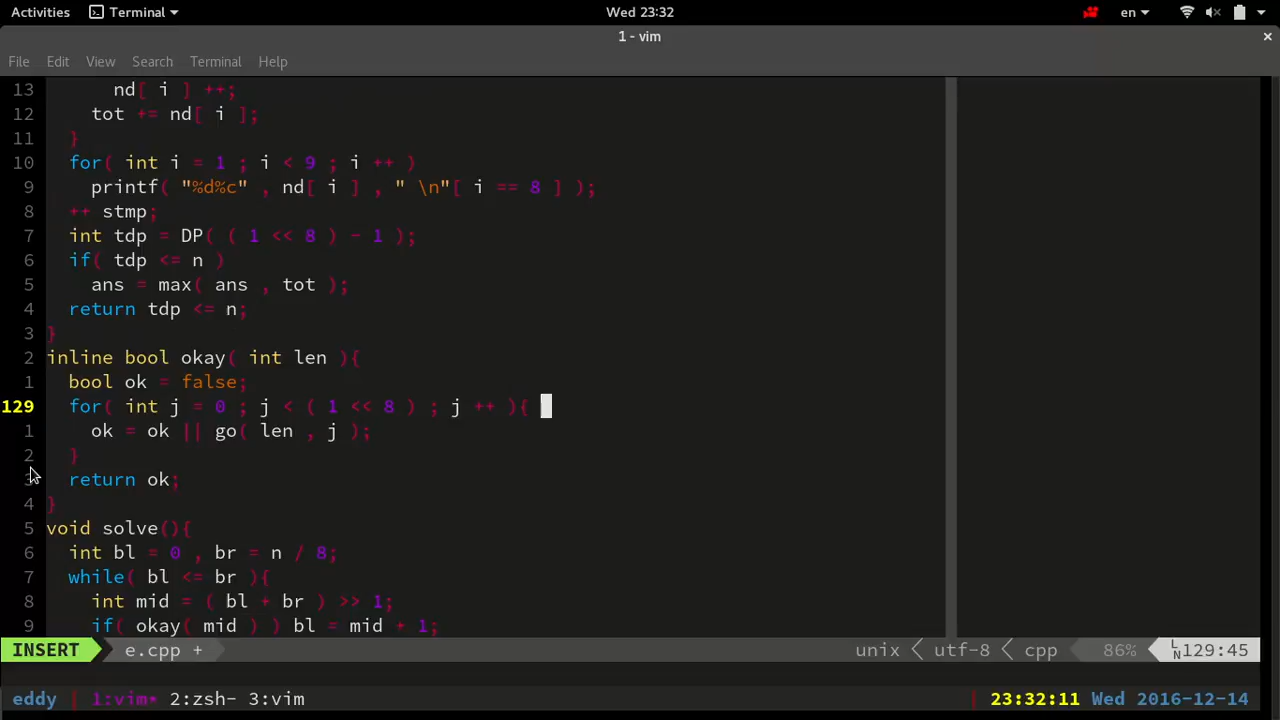 Activities Terminal Wed 23:32 en
1 - vim
File Edit View Search Terminal Help
13 nd[ i ] ++;
12 tot += nd[ i ];
11 }
10 for( int i = 1 ; i < 9 ; i ++ )
9 printf( "%d%c" , nd[ i ] , " \n"[ i == 8 ] );
8 ++ stmp;
7 int tdp = DP( ( 1 << 8 ) - 1 );
6 if( tdp <= n )
5 ans = max( ans , tot );
4 return tdp <= n;
3 }
2 inline bool okay( int len ){
1 bool ok = false;
129 for( int j = 0 ; j < ( 1 << 8 ) ; j ++ ){
1 ok = ok || go( len , j );
2 }
3 return ok;
4 }
5 void solve(){
6 int bl = 0 , br = n / 8;
7 while( bl <= br ){
8 int mid = ( bl + br ) >> 1;
9 if( okay( mid ) ) bl = mid + 1;
INSERT e.cpp + unix utf-8 cpp 86% LN 129:45
eddy 1:vim* 2:zsh- 3:vim 23:32:11 Wed 2016-12-14